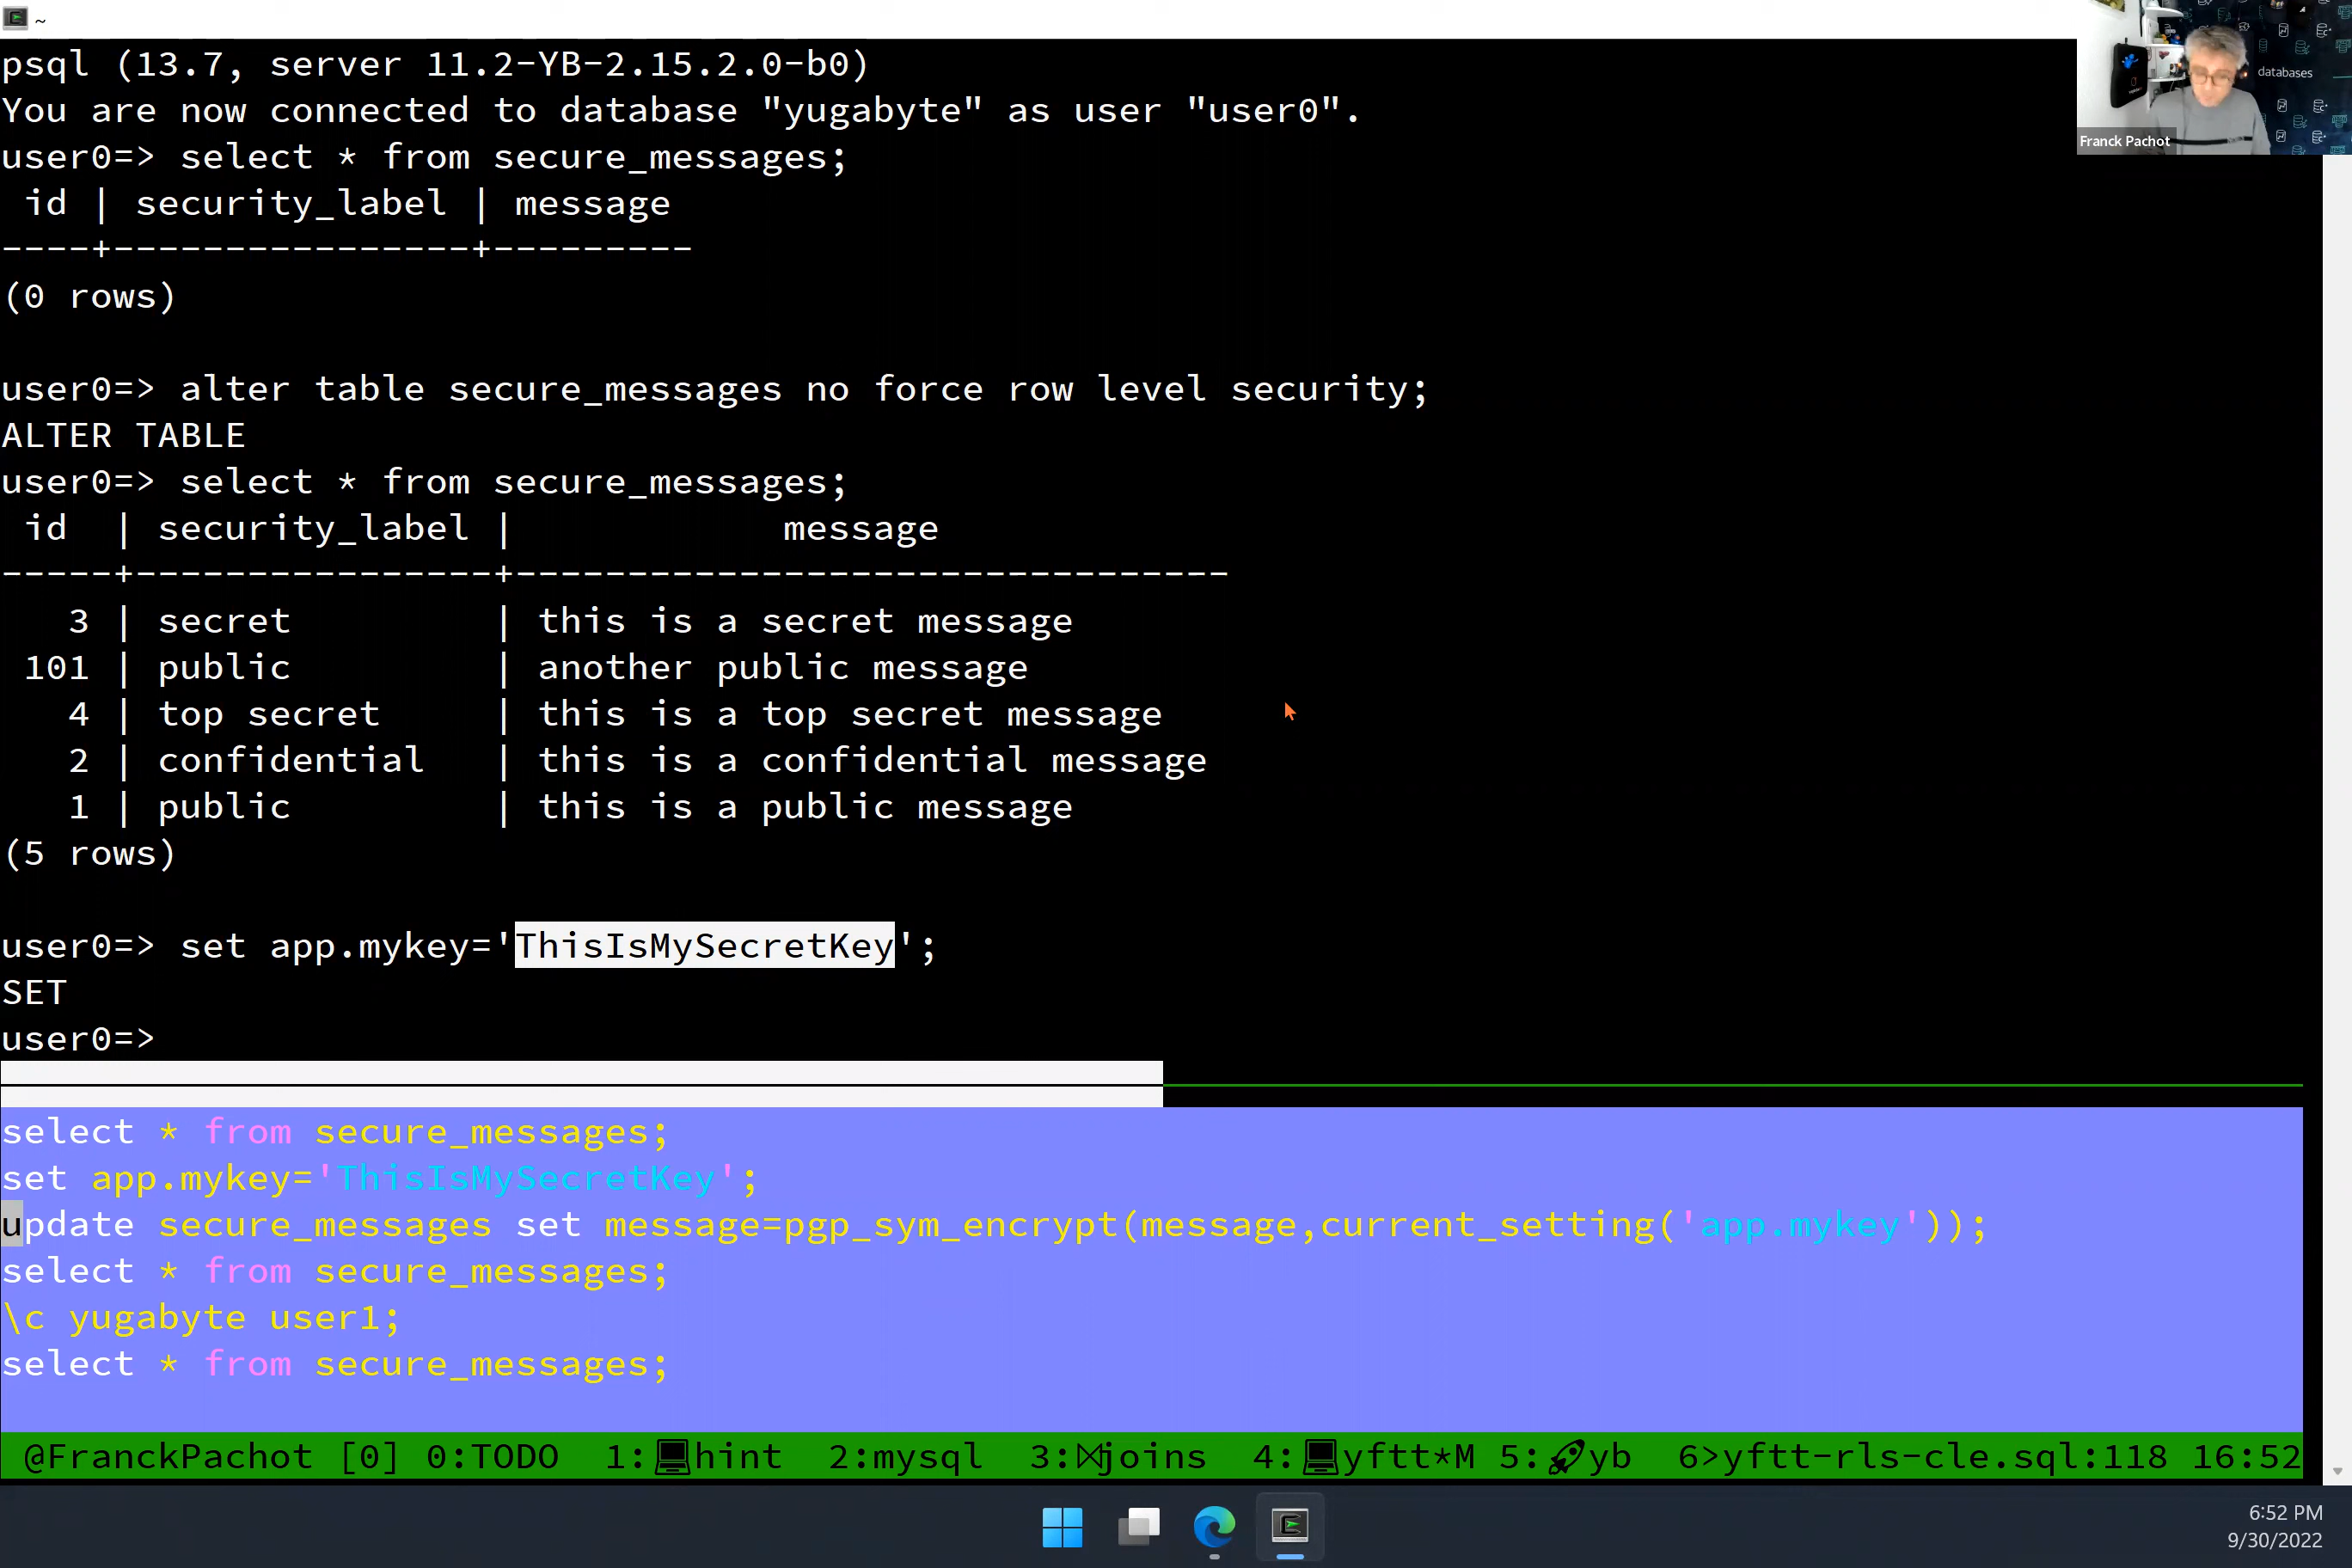 ~
psql (13.7, server 11.2-YB-2.15.2.0-b0)
You are now connected to database "yugabyte" as user "user0".
user0=> select * from secure_messages;
 id | security_label | message
----+----------------+---------
(0 rows)
user0=> alter table secure_messages no force row level security;
ALTER TABLE
user0=> select * from secure_messages;
 id  | security_label |            message
-----+----------------+--------------------------------
   3 | secret         | this is a secret message
 101 | public         | another public message
   4 | top secret     | this is a top secret message
   2 | confidential   | this is a confidential message
   1 | public         | this is a public message
(5 rows)
user0=> set app.mykey='ThisIsMySecretKey';
SET
user0=>
select * from secure_messages;
set app.mykey='ThisIsMySecretKey';
update secure_messages set message=pgp_sym_encrypt(message,current_setting('app.mykey'));
select * from secure_messages;
\c yugabyte user1;
select * from secure_messages;
@FranckPachot [0] 0:TODO  1:💻hint  2:mysql  3:⋈joins  4:💻yftt*M 5:🚀yb  6>yftt-rls-cle.sql:118 16:52
databases
Franck Pachot
6:52 PM
9/30/2022